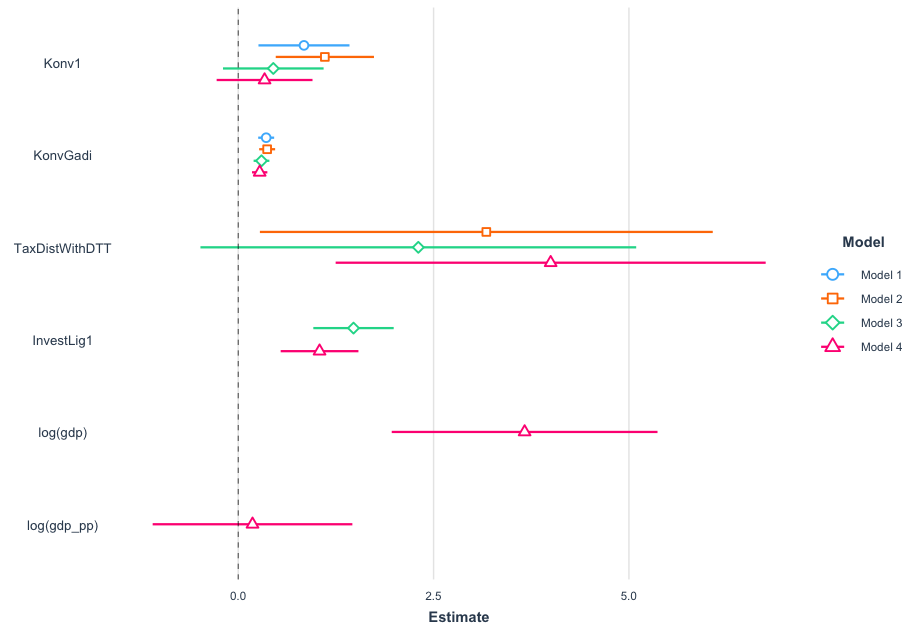 Konv1
KonvGadi
TaxDistWithDTT
InvestLig1
log(gdp)
log(gdp_pp)
0.0 2.5 5.0
Estimate
Model
Model 1
Model 2
Model 3
Model 4